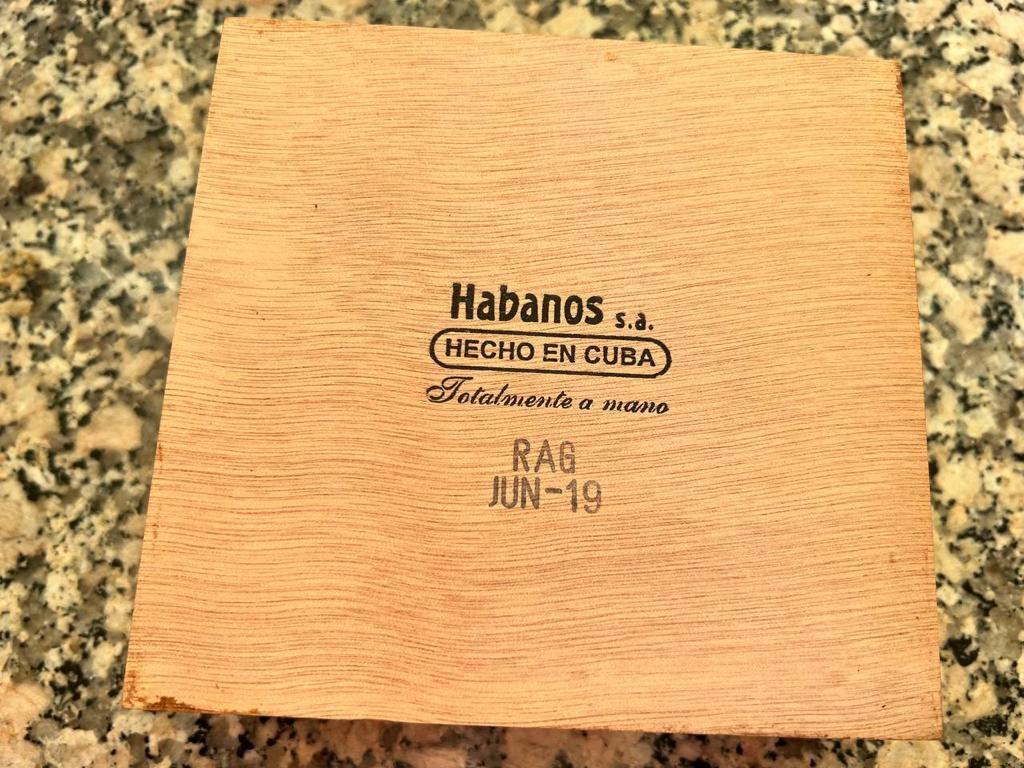 Habanos s.a.
HECHO EN CUBA
Totalmente a mano
RAG
JUN-19